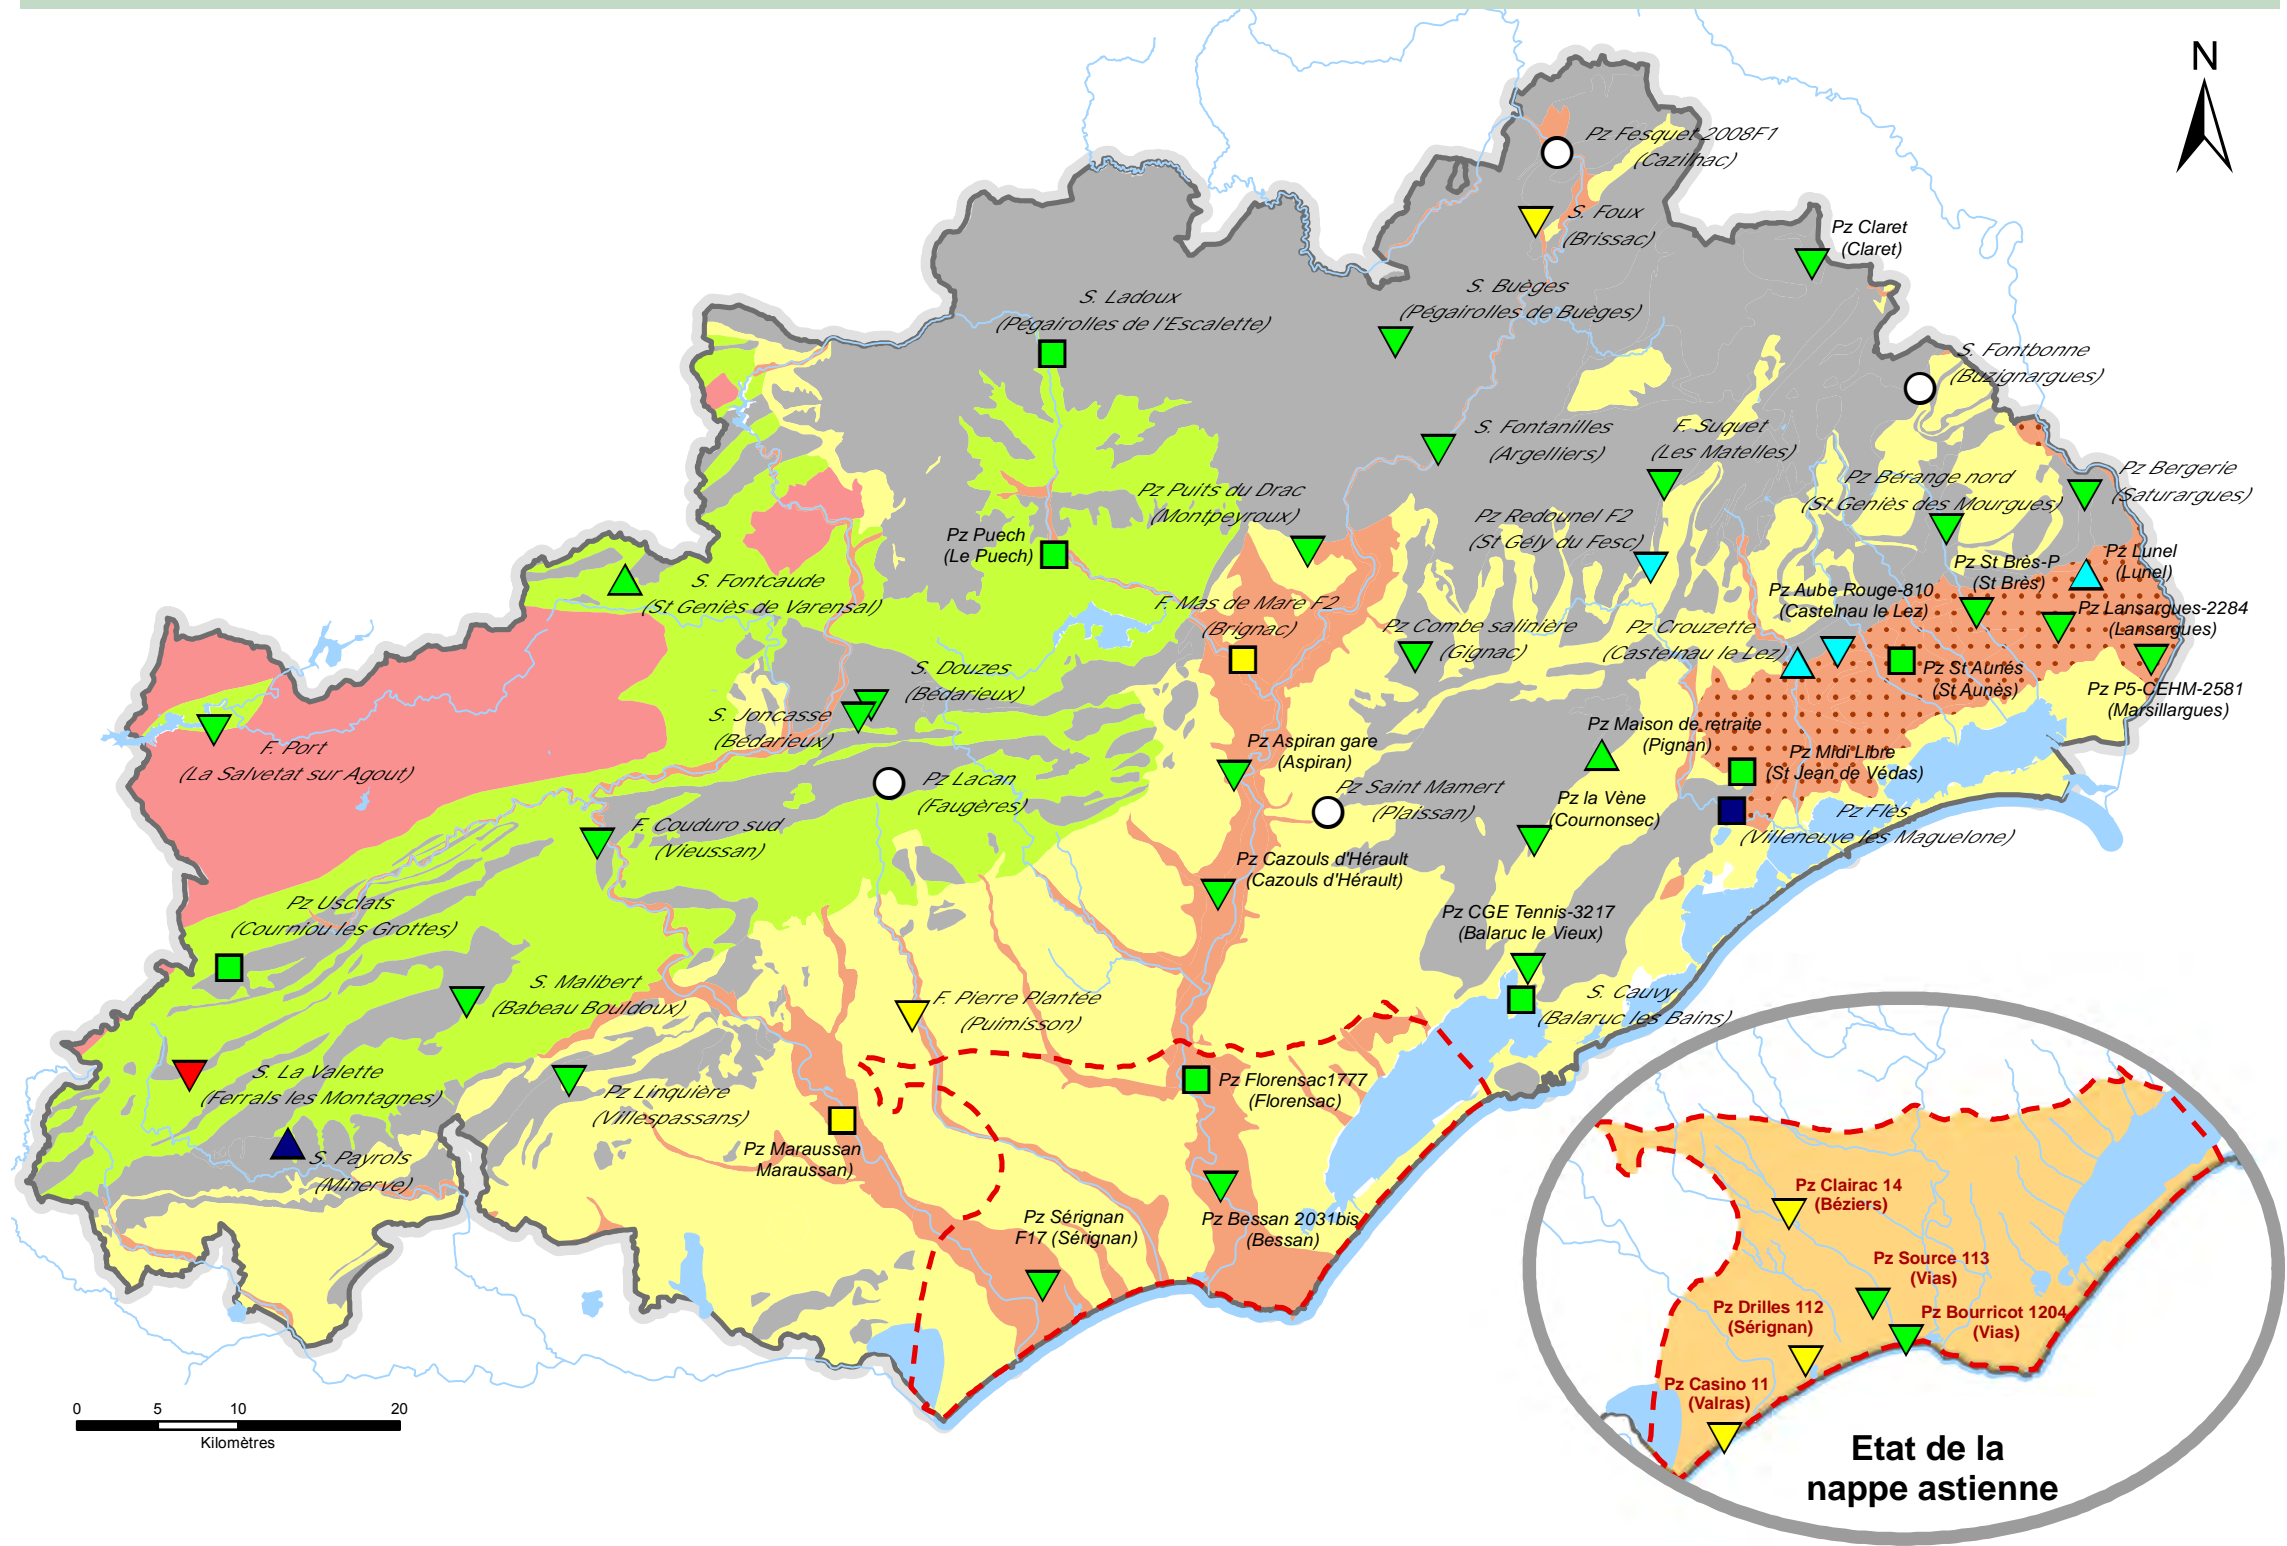 N
Pz Fesquet 2008F1
(Cazilhac)
S. Foux
(Brissac)
Pz Claret
(Claret)
S. Buèges
(Pégairolles de Buèges)
S. Ladoux
(Pégairolles de l'Escalette)
S. Fontbonne
(Buzignargues)
S. Fontanilles
(Argelliers)
F. Suquet
(Les Matelles)
Pz Bérange nord
(St Geniès des Mourgues)
Pz Bergerie
(Saturargues)
Pz Puits du Drac
(Montpeyroux)
Pz Redounel F2
(St Gély du Fesc)
Pz Puech
(Le Puech)
Pz St Brès-P
(St Brès)
Pz Lunel
(Lunel)
S. Fontcaude
(St Geniès de Varensal)
Pz Aube Rouge-810
(Castelnau le Lez)
F. Mas de Mare F2
(Brignac)
Pz Lansargues-2284
(Lansargues)
Pz Combe salinière
(Gignac)
Pz Crouzette
(Castelnau le Lez)
S. Douzes
(Bédarieux)
Pz St Aunés
(St Aunès)
Pz P5-CEHM-2581
(Marsillargues)
S. Joncasse
(Bédarieux)
Pz Maison de retraite
(Pignan)
F. Port
(La Salvetat sur Agout)
Pz Aspiran gare
(Aspiran)
Pz Midi Libre
(St Jean de Védas)
Pz Lacan
(Faugères)
Pz Saint Mamert
(Plaissan)
Pz la Vène
(Cournonsec)
Pz Flès
(Villeneuve les Maguelone)
F. Couduro sud
(Vieussan)
Pz Cazouls d'Hérault
(Cazouls d'Hérault)
Pz Usclats
(Courniou les Grottes)
Pz CGE Tennis-3217
(Balaruc le Vieux)
S. Malibert
(Babeau Bouldoux)
F. Pierre Plantée
(Puimisson)
S. Cauvy
(Balaruc les Bains)
S. La Valette
(Ferrals les Montagnes)
Pz Linquière
(Villespassans)
Pz Florensac1777
(Florensac)
Pz Maraussan
Maraussan)
S. Payrols
(Minerve)
Pz Sérignan
F17 (Sérignan)
Pz Bessan 2031bis
(Bessan)
Pz Clairac 14
(Béziers)
Pz Source 113
(Vias)
Pz Drilles 112
(Sérignan)
Pz Bourricot 1204
(Vias)
Pz Casino 11
(Valras)
Etat de la
nappe astienne
0 5 10 20
Kilomètres